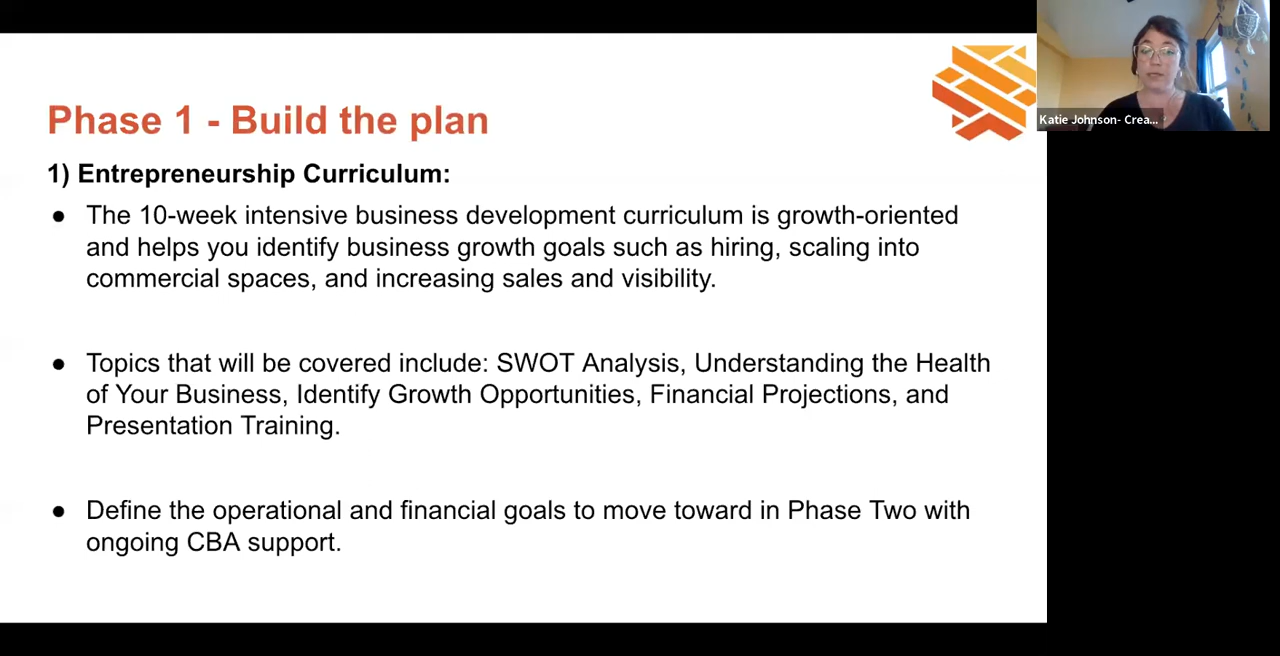 Phase 1 - Build the plan
Katie Johnson- Crea...
1) Entrepreneurship Curriculum:
● The 10-week intensive business development curriculum is growth-oriented
and helps you identify business growth goals such as hiring, scaling into
commercial spaces, and increasing sales and visibility.
● Topics that will be covered include: SWOT Analysis, Understanding the Health
of Your Business, Identify Growth Opportunities, Financial Projections, and
Presentation Training.
● Define the operational and financial goals to move toward in Phase Two with
ongoing CBA support.